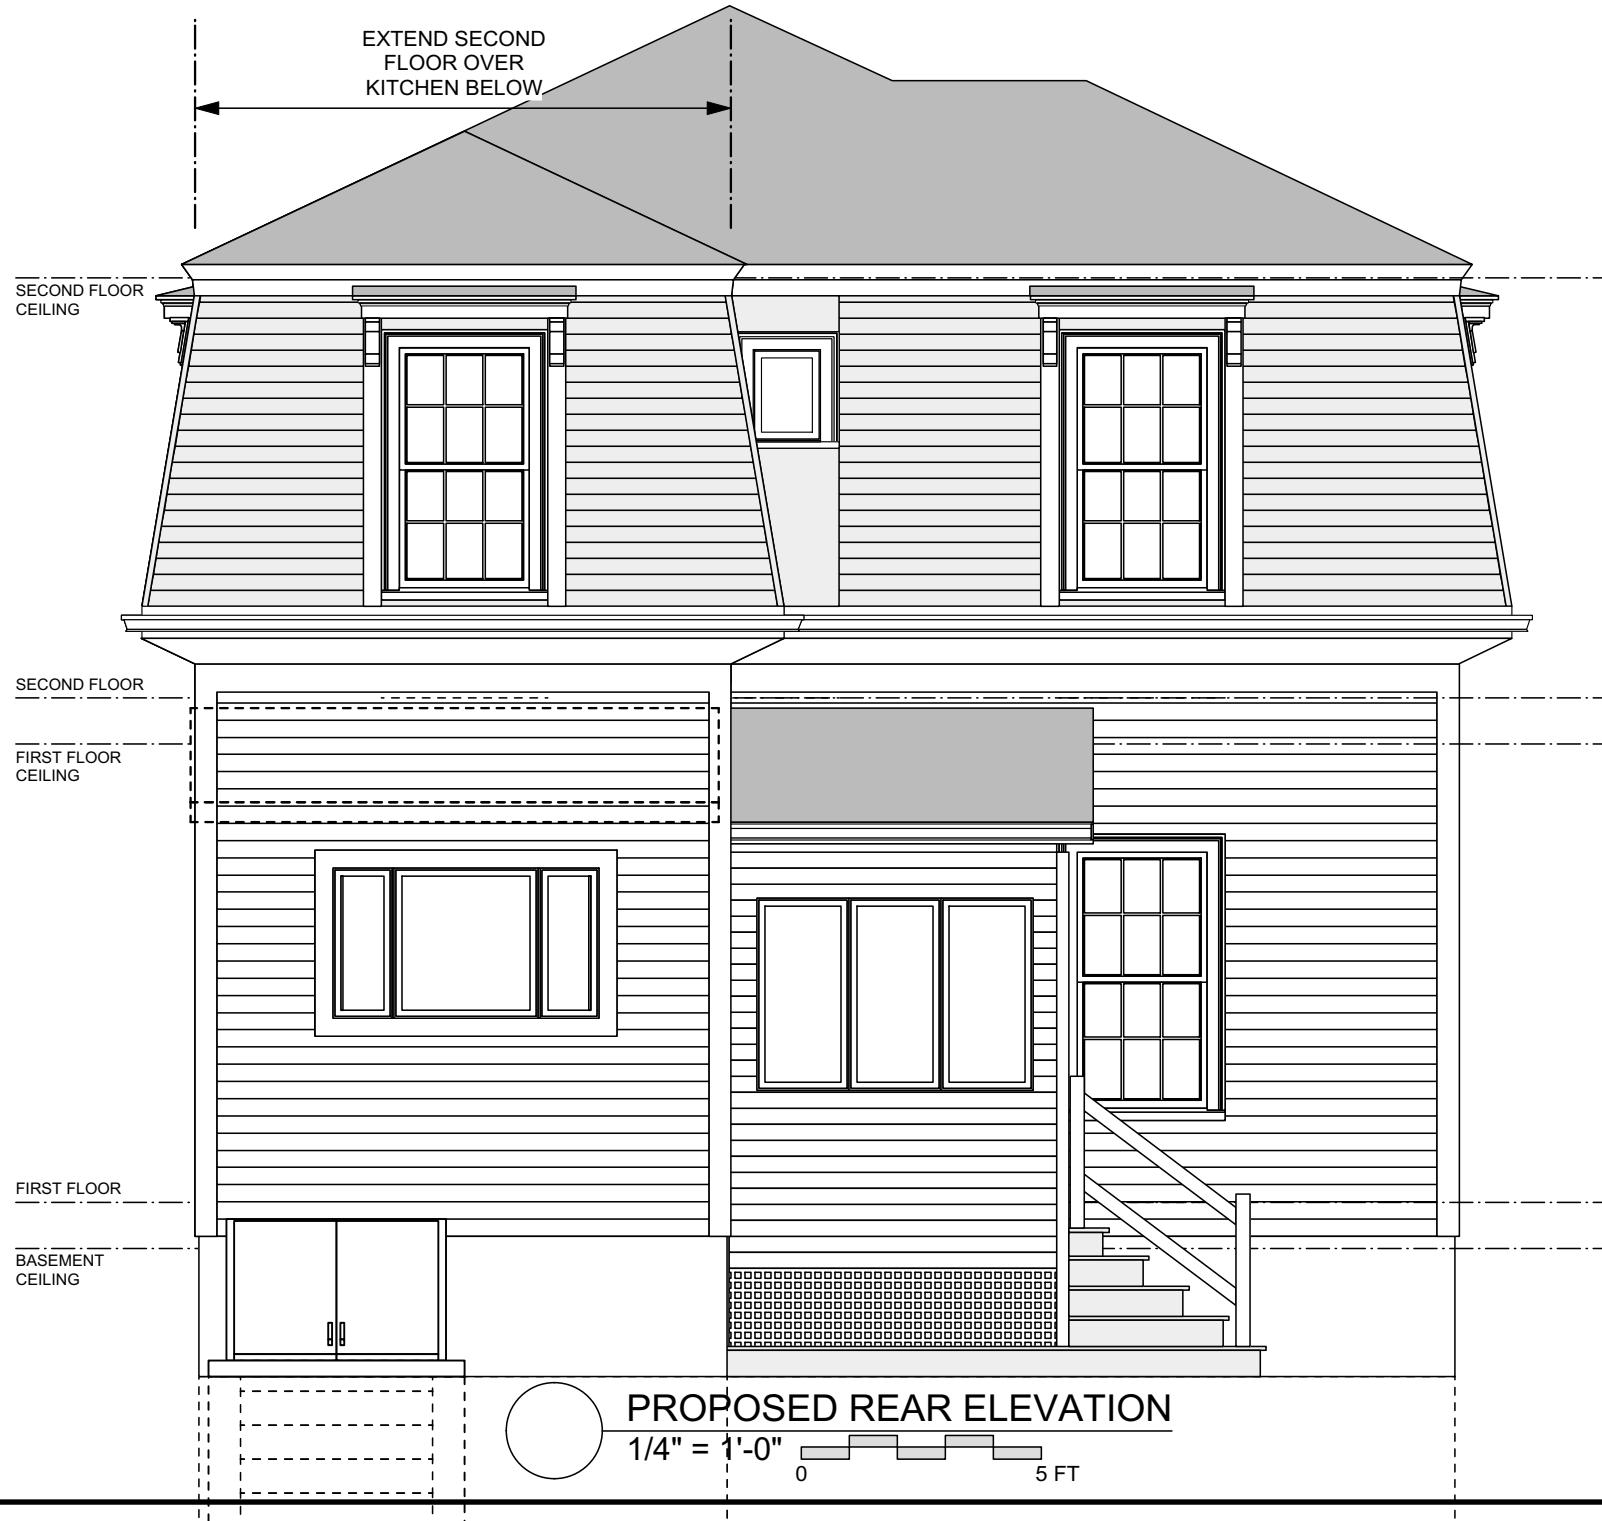 EXTEND SECOND
FLOOR OVER
KITCHEN BELOW
SECOND FLOOR
CEILING
SECOND FLOOR
FIRST FLOOR
CEILING
FIRST FLOOR
BASEMENT
CEILING
PROPOSED REAR ELEVATION
1/4" = 1'-0"
0 5 FT